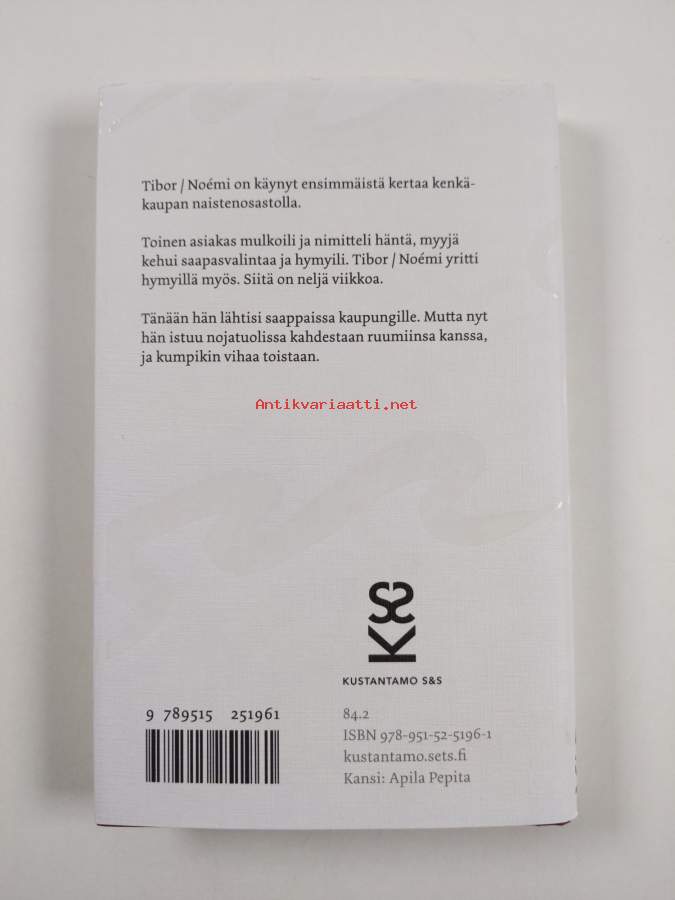 Tibor / Noémi on käynyt ensimmäistä kertaa kenkä-
kaupan naistenosastolla.
Toinen asiakas mulkoili ja nimitteli häntä, myyjä
kehui saapasvalintaa ja hymyili. Tibor / Noémi yritti
hymyillä myös. Siitä on neljä viikkoa.
Tänään hän lähtisi saappaissa kaupungille. Mutta nyt
hän istuu nojatuolissa kahdestaan ruumiinsa kanssa,
ja kumpikin vihaa toistaan.
Antikvariaatti.net
KSS
KUSTANTAMO S&S
9 789515 251961
84.2
ISBN 978-951-52-5196-1
kustantamo.sets.fi
Kansi: Apila Pepita